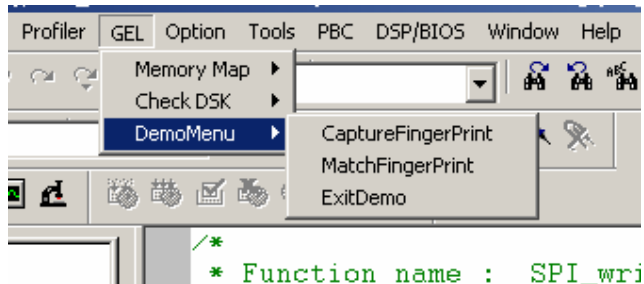 Profiler GEL Option Tools PBC DSP/BIOS Window Help
Memory Map
Check DSK
DemoMenu
CaptureFingerPrint
MatchFingerPrint
ExitDemo
/*
* Function name : SPI_wri